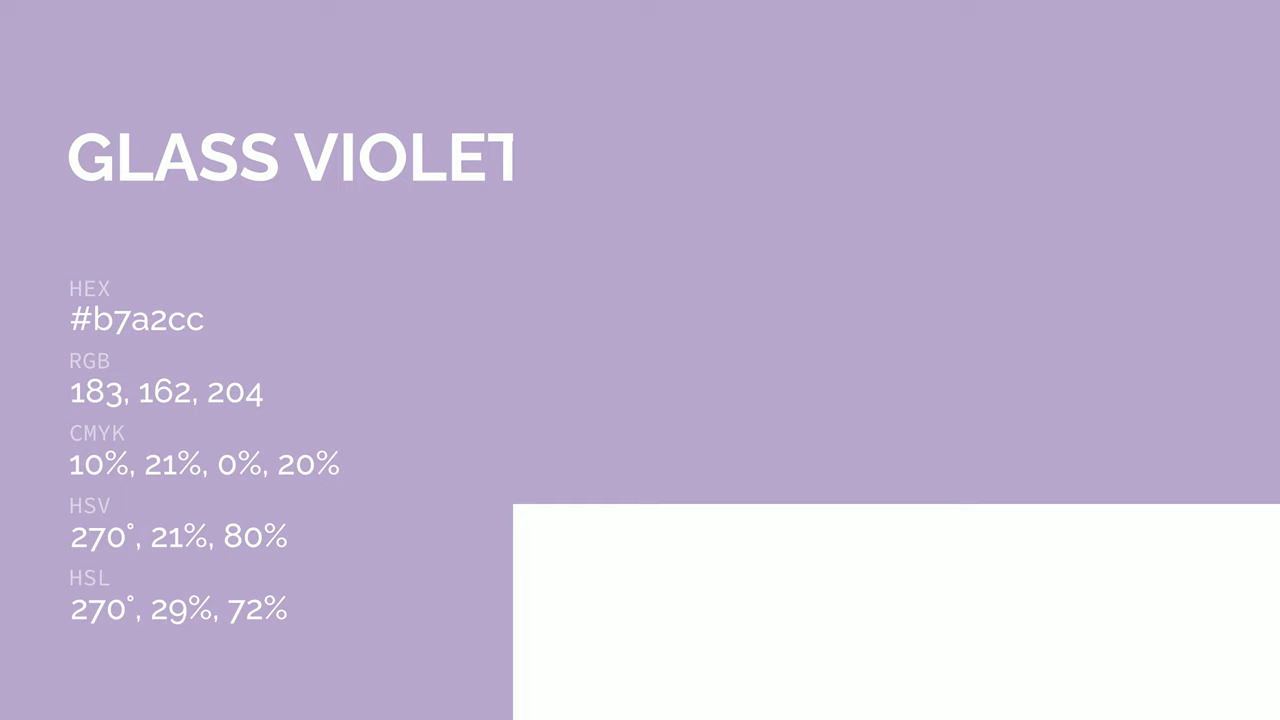 GLASS VIOLET
HEX
#b7a2cc
RGB
183, 162, 204
CMYK
10%, 21%, 0%, 20%
HSV
270°, 21%, 80%
HSL
270°, 29%, 72%